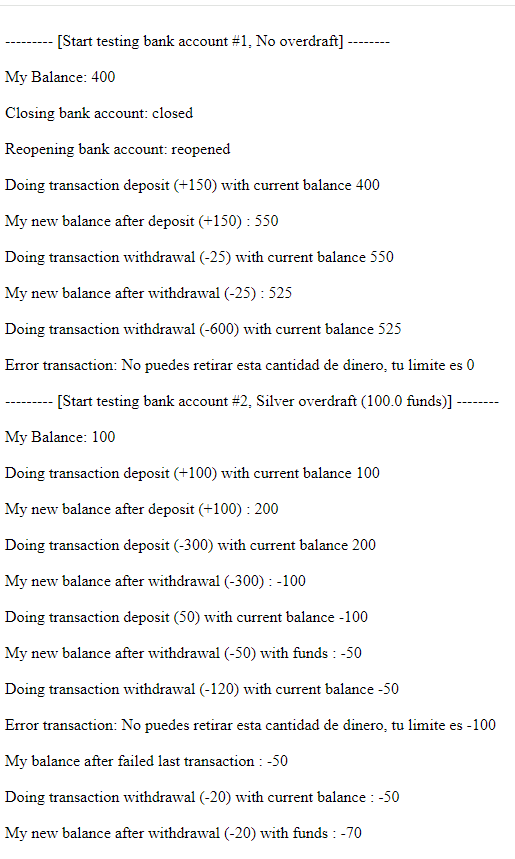 --------- [Start testing bank account #1, No overdraft] --------
My Balance: 400
Closing bank account: closed
Reopening bank account: reopened
Doing transaction deposit (+150) with current balance 400
My new balance after deposit (+150) : 550
Doing transaction withdrawal (-25) with current balance 550
My new balance after withdrawal (-25) : 525
Doing transaction withdrawal (-600) with current balance 525
Error transaction: No puedes retirar esta cantidad de dinero, tu limite es 0
--------- [Start testing bank account #2, Silver overdraft (100.0 funds)] --------
My Balance: 100
Doing transaction deposit (+100) with current balance 100
My new balance after deposit (+100) : 200
Doing transaction deposit (-300) with current balance 200
My new balance after withdrawal (-300) : -100
Doing transaction deposit (50) with current balance -100
My new balance after withdrawal (-50) with funds : -50
Doing transaction withdrawal (-120) with current balance -50
Error transaction: No puedes retirar esta cantidad de dinero, tu limite es -100
My balance after failed last transaction : -50
Doing transaction withdrawal (-20) with current balance : -50
My new balance after withdrawal (-20) with funds : -70